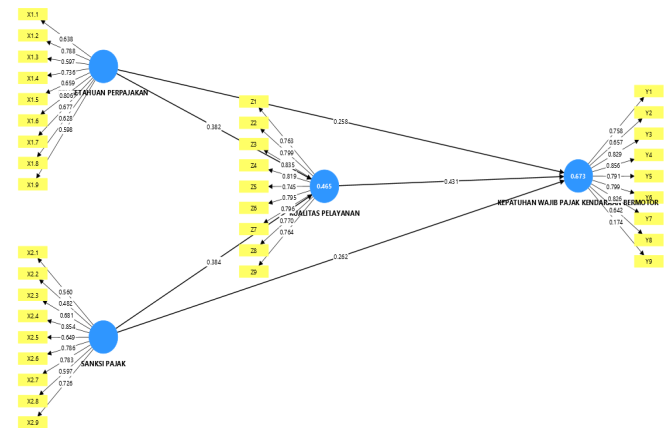 X1.1
X1.2
X1.3
X1.4
X1.5
X1.6
X1.7
X1.8
X1.9
0.638
0.788
0.597
0.736
0.659
0.806
0.677
0.628
0.598
ETAHUAN PERPAJAKAN
0.382
0.258
Z1
Z2
Z3
Z4
Z5
Z6
Z7
Z8
Z9
0.763
0.799
0.835
0.819
0.745
0.795
0.796
0.770
0.764
0.465
UALITAS PELAYANAN
0.431
Y1
Y2
Y3
Y4
Y5
Y6
Y7
Y8
Y9
0.758
0.657
0.829
0.856
0.791
0.799
0.826
0.642
0.174
0.673
KEPATUHAN WAJIB PAJAK KENDARAAN BERMOTOR
0.384
0.262
X2.1
X2.2
X2.3
X2.4
X2.5
X2.6
X2.7
X2.8
X2.9
0.560
0.482
0.681
0.854
0.649
0.786
0.783
0.597
0.726
SANKSI PAJAK